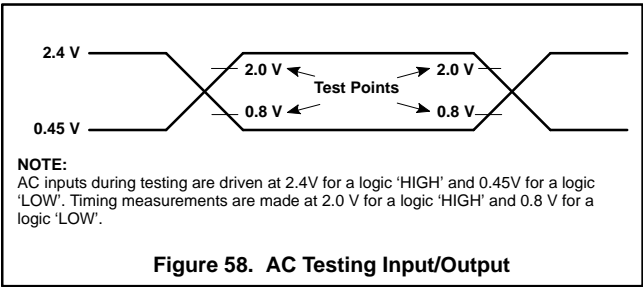 2.4 V
2.0 V
2.0 V
Test Points
0.8 V
0.8 V
0.45 V
NOTE:
AC inputs during testing are driven at 2.4V for a logic ‘HIGH’ and 0.45V for a logic
‘LOW’. Timing measurements are made at 2.0 V for a logic ‘HIGH’ and 0.8 V for a
logic ‘LOW’.
Figure 58. AC Testing Input/Output